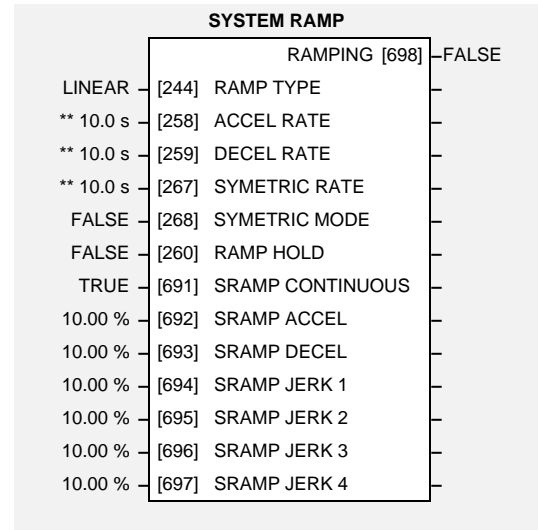 SYSTEM RAMP
RAMPING [698] FALSE
LINEAR [244] RAMP TYPE
** 10.0 s [258] ACCEL RATE
** 10.0 s [259] DECEL RATE
** 10.0 s [267] SYMETRIC RATE
FALSE [268] SYMETRIC MODE
FALSE [260] RAMP HOLD
TRUE [691] SRAMP CONTINUOUS
10.00 % [692] SRAMP ACCEL
10.00 % [693] SRAMP DECEL
10.00 % [694] SRAMP JERK 1
10.00 % [695] SRAMP JERK 2
10.00 % [696] SRAMP JERK 3
10.00 % [697] SRAMP JERK 4